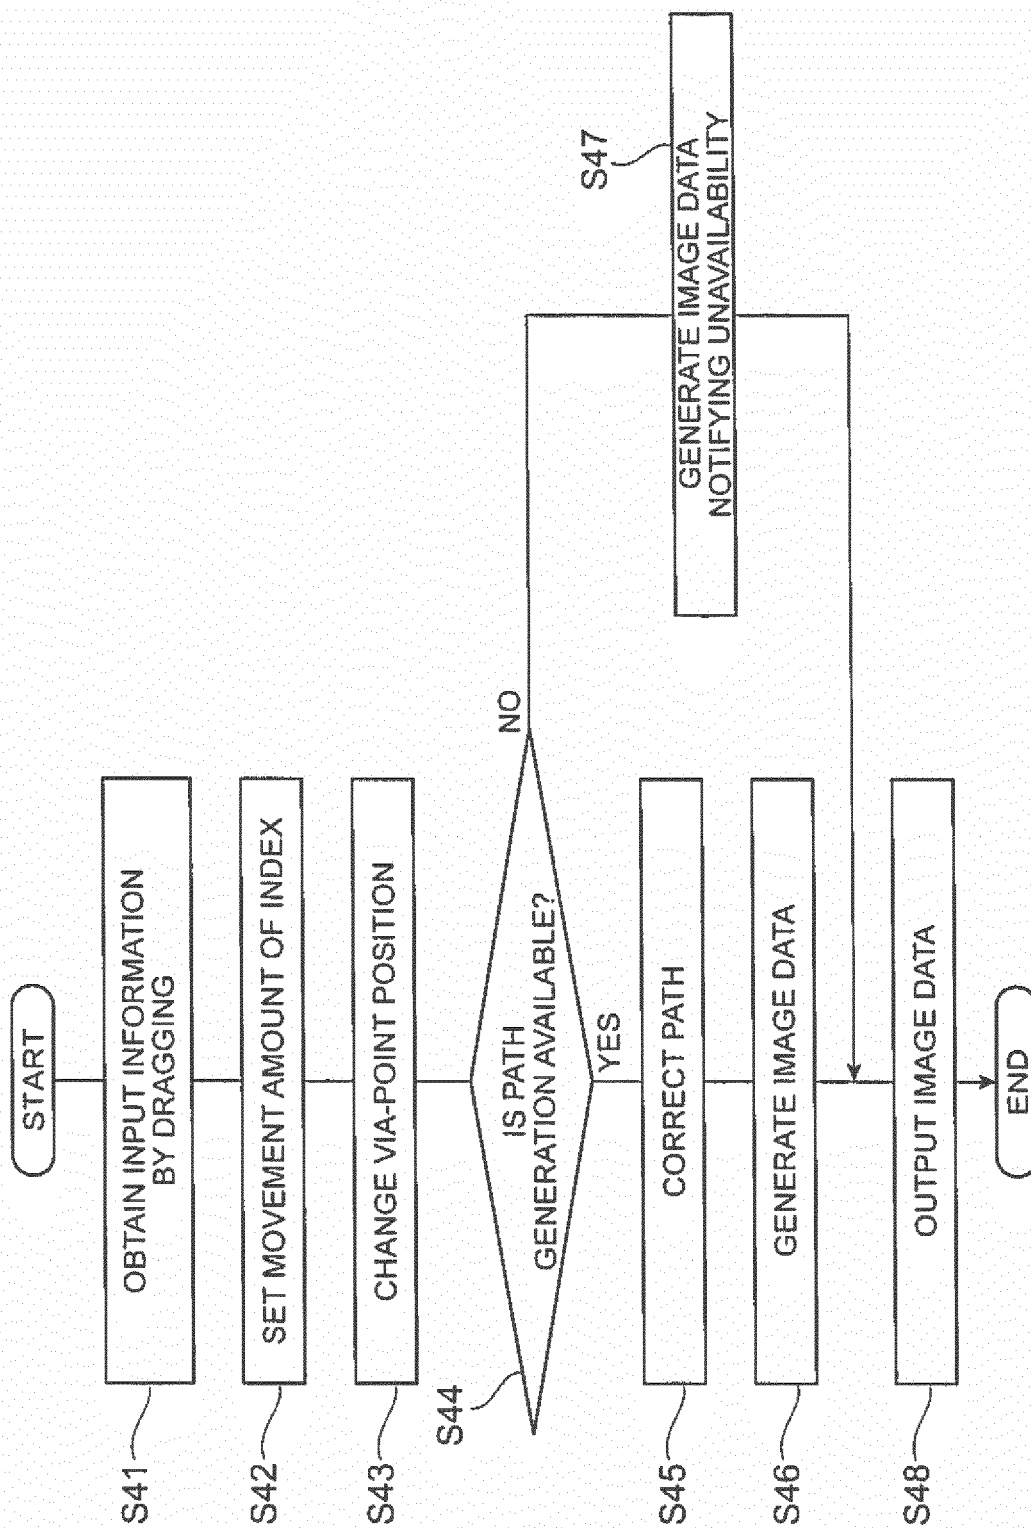 START
S41
OBTAIN INPUT INFORMATION
BY DRAGGING
S42
SET MOVEMENT AMOUNT OF INDEX
S43
CHANGE VIA-POINT POSITION
S44
IS PATH
GENERATION AVAILABLE?
NO
YES
S45
CORRECT PATH
S47
GENERATE IMAGE DATA
NOTIFYING UNAVAILABILITY
S46
GENERATE IMAGE DATA
S48
OUTPUT IMAGE DATA
END